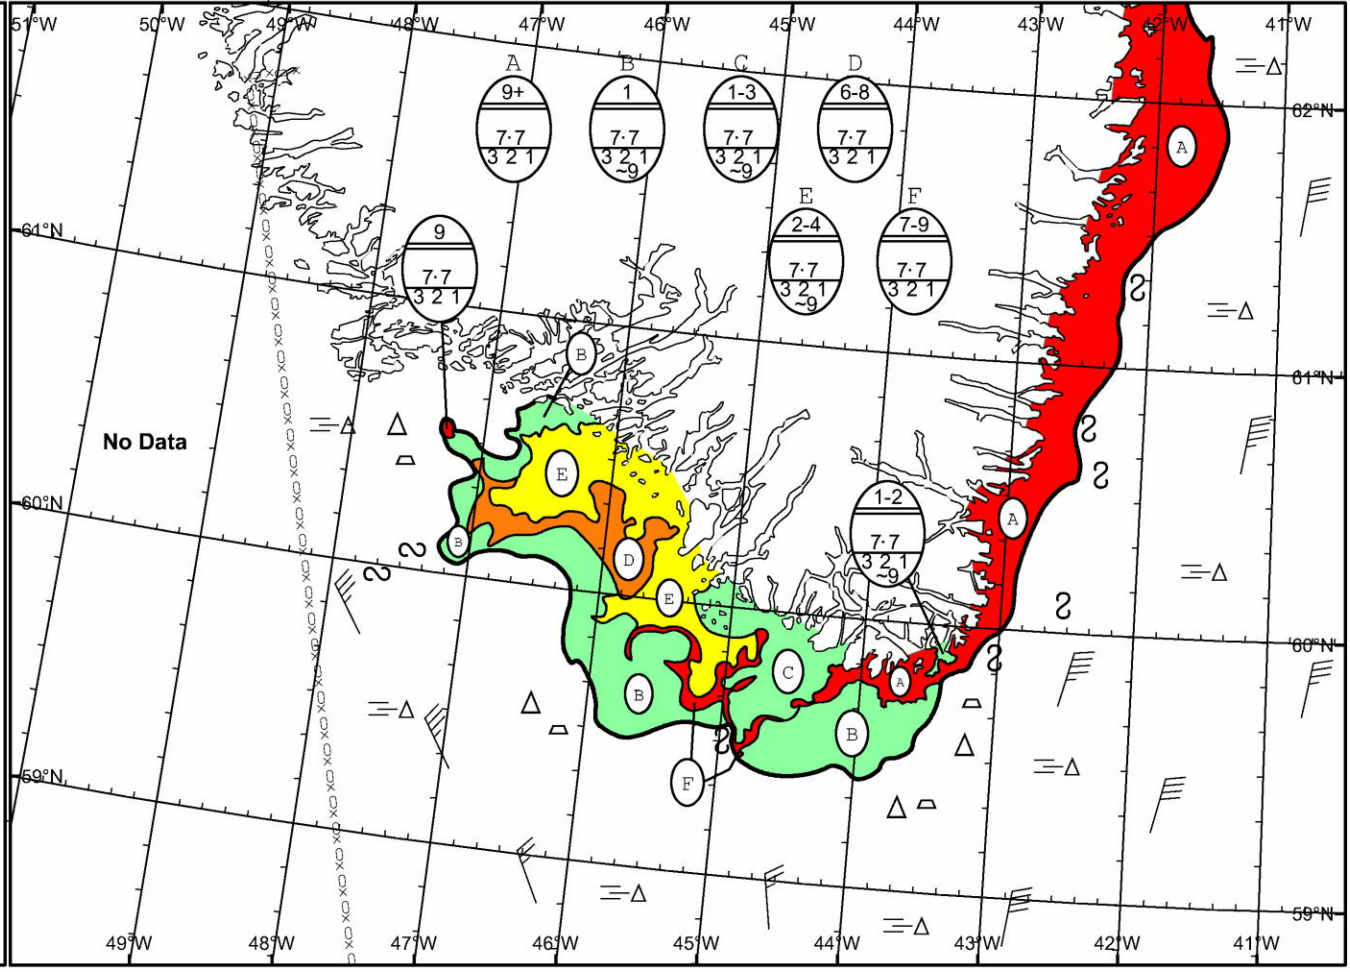 51°W 50°W 49°W 48°W 47°W 46°W 45°W 44°W 43°W 42°W 41°W
A B C D
9+ 1 1-3 6-8
7·7 7·7 7·7 7·7
3 2 1 3 2 1 3 2 1 3 2 1
~9 ~9
62°N
A
E F
2-4 7-9
7·7 7·7
3 2 1 3 2 1
~9
61°N
9
7·7
3 2 1
B
61°N
No Data
E
60°N
1-2
7·7
3 2 1
~9
A
B
D
E
60°N
C
A
B
B
F
59°N
59°N
49°W 48°W 47°W 46°W 45°W 44°W 43°W 42°W 41°W